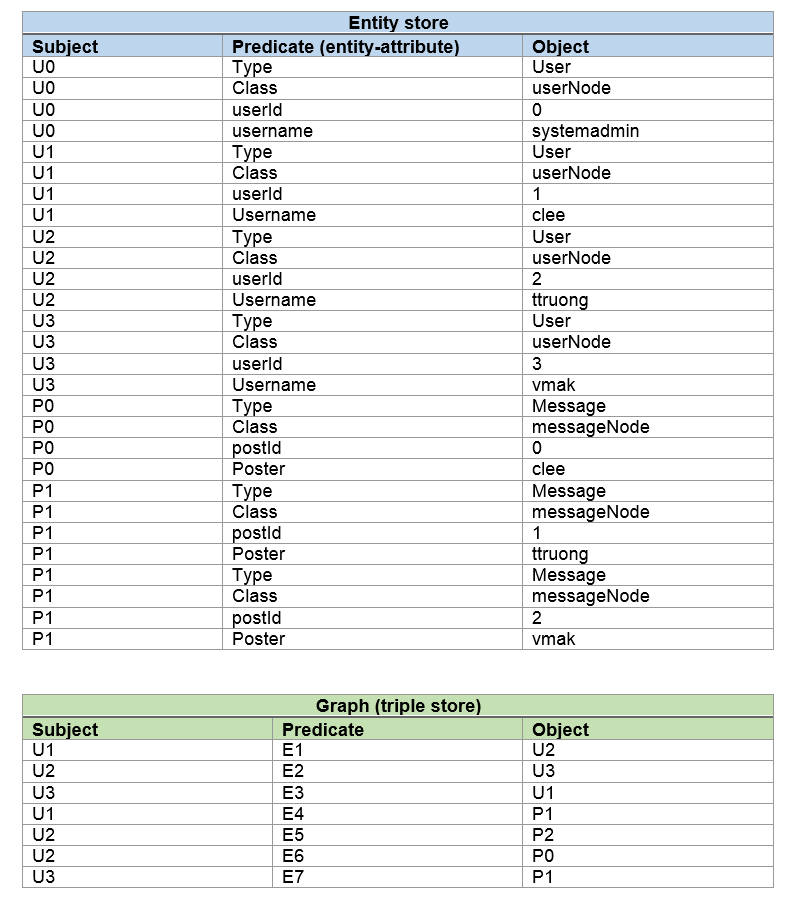 Entity store
Subject Predicate (entity-attribute) Object
U0 Type User
U0 Class userNode
U0 userId 0
U0 username systemadmin
U1 Type User
U1 Class userNode
U1 userId 1
U1 Username clee
U2 Type User
U2 Class userNode
U2 userId 2
U2 Username ttruong
U3 Type User
U3 Class userNode
U3 userId 3
U3 Username vmak
P0 Type Message
P0 Class messageNode
P0 postId 0
P0 Poster clee
P1 Type Message
P1 Class messageNode
P1 postId 1
P1 Poster ttruong
P1 Type Message
P1 Class messageNode
P1 postId 2
P1 Poster vmak
Graph (triple store)
Subject Predicate Object
U1 E1 U2
U2 E2 U3
U3 E3 U1
U1 E4 P1
U2 E5 P2
U2 E6 P0
U3 E7 P1